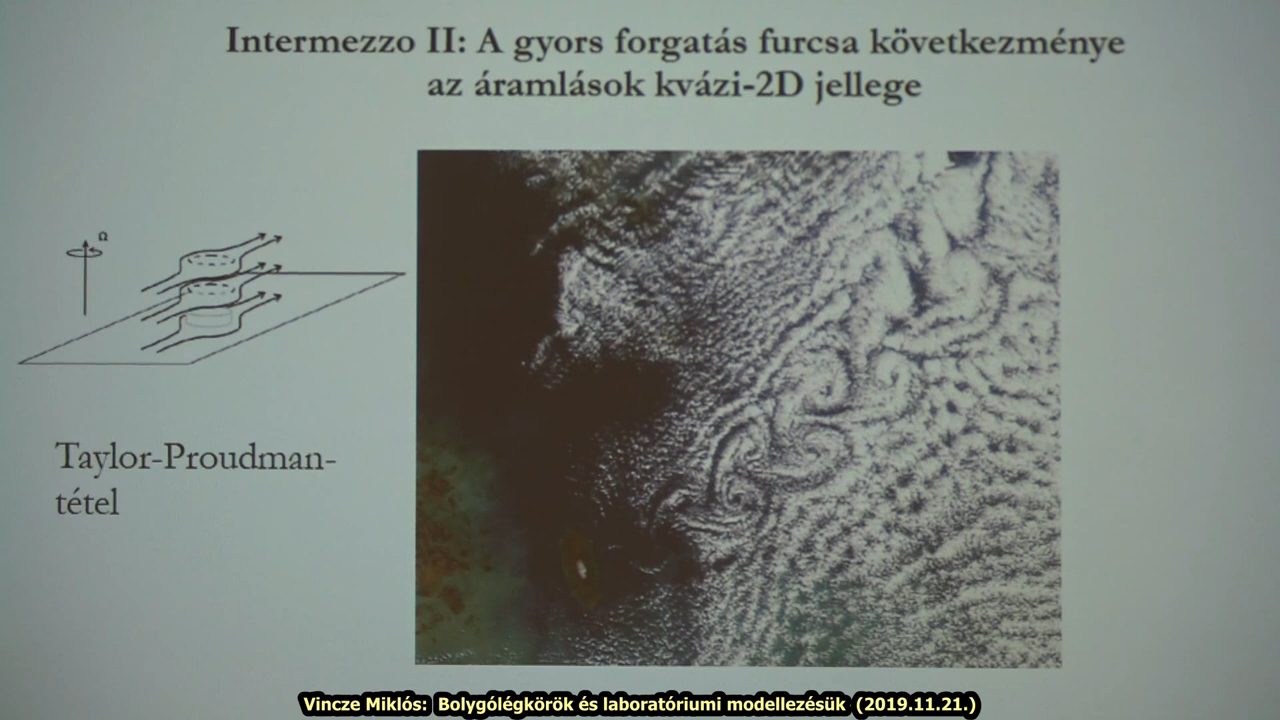 Intermezzo II: A gyors forgatás furcsa következménye
az áramlások kvázi-2D jellege
Ω
Taylor-Proudman-
tétel
Vincze Miklós: Bolygólégkörök és laboratóriumi modellezésük (2019.11.21.)